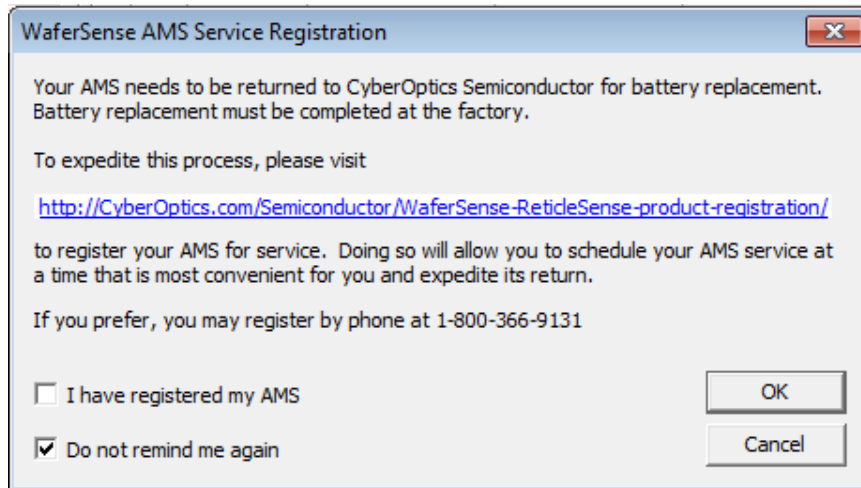 WaferSense AMS Service Registration
Your AMS needs to be returned to CyberOptics Semiconductor for battery replacement.
Battery replacement must be completed at the factory.
To expedite this process, please visit
http://CyberOptics.com/Semiconductor/WaferSense-ReticleSense-product-registration/
to register your AMS for service.  Doing so will allow you to schedule your AMS service at
a time that is most convenient for you and expedite its return.
If you prefer, you may register by phone at 1-800-366-9131
I have registered my AMS
OK
Do not remind me again
Cancel